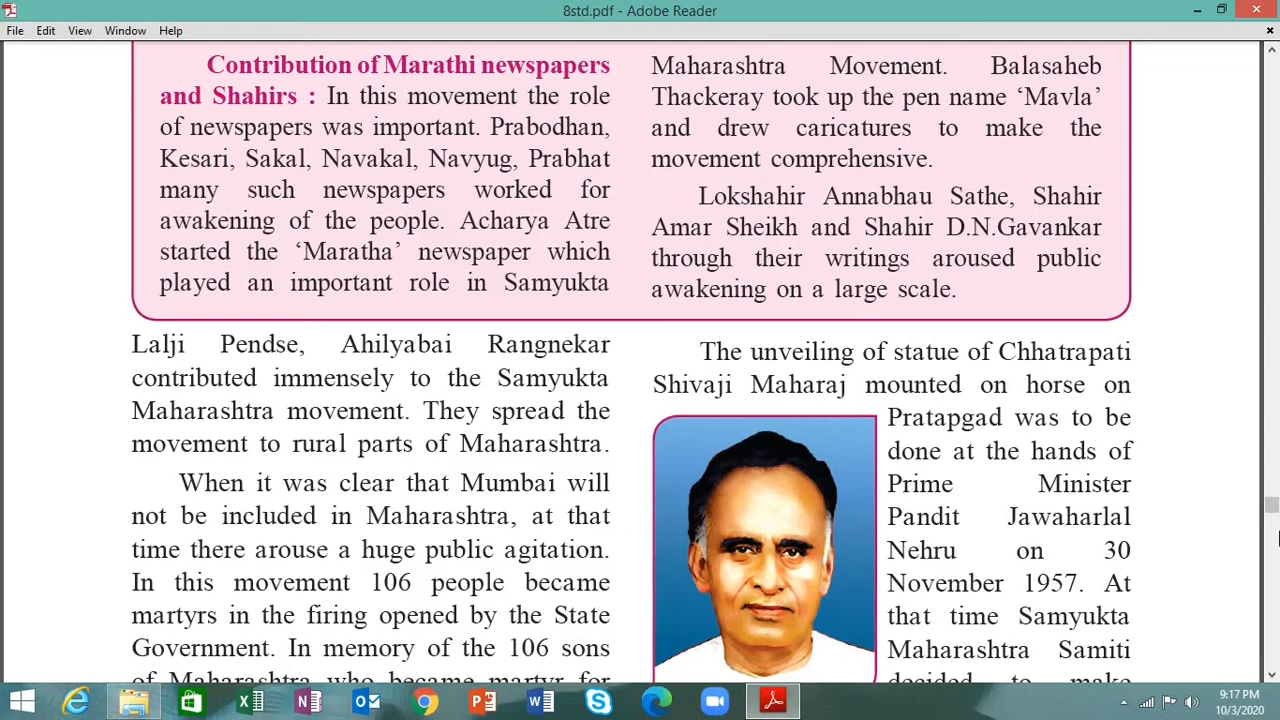 8std.pdf - Adobe Reader
File Edit View Window Help
Contribution of Marathi newspapers
and Shahirs : In this movement the role
of newspapers was important. Prabodhan,
Kesari, Sakal, Navakal, Navyug, Prabhat
many such newspapers worked for
awakening of the people. Acharya Atre
started the ‘Maratha’ newspaper which
played an important role in Samyukta
Maharashtra Movement. Balasaheb
Thackeray took up the pen name ‘Mavla’
and drew caricatures to make the
movement comprehensive.
Lokshahir Annabhau Sathe, Shahir
Amar Sheikh and Shahir D.N.Gavankar
through their writings aroused public
awakening on a large scale.
Lalji Pendse, Ahilyabai Rangnekar
contributed immensely to the Samyukta
Maharashtra movement. They spread the
movement to rural parts of Maharashtra.
When it was clear that Mumbai will
not be included in Maharashtra, at that
time there arouse a huge public agitation.
In this movement 106 people became
martyrs in the firing opened by the State
Government. In memory of the 106 sons
of Maharashtra who became martyr for
The unveiling of statue of Chhatrapati
Shivaji Maharaj mounted on horse on
Pratapgad was to be
done at the hands of
Prime Minister
Pandit Jawaharlal
Nehru on 30
November 1957. At
that time Samyukta
Maharashtra Samiti
decided to make
9:17 PM
10/3/2020